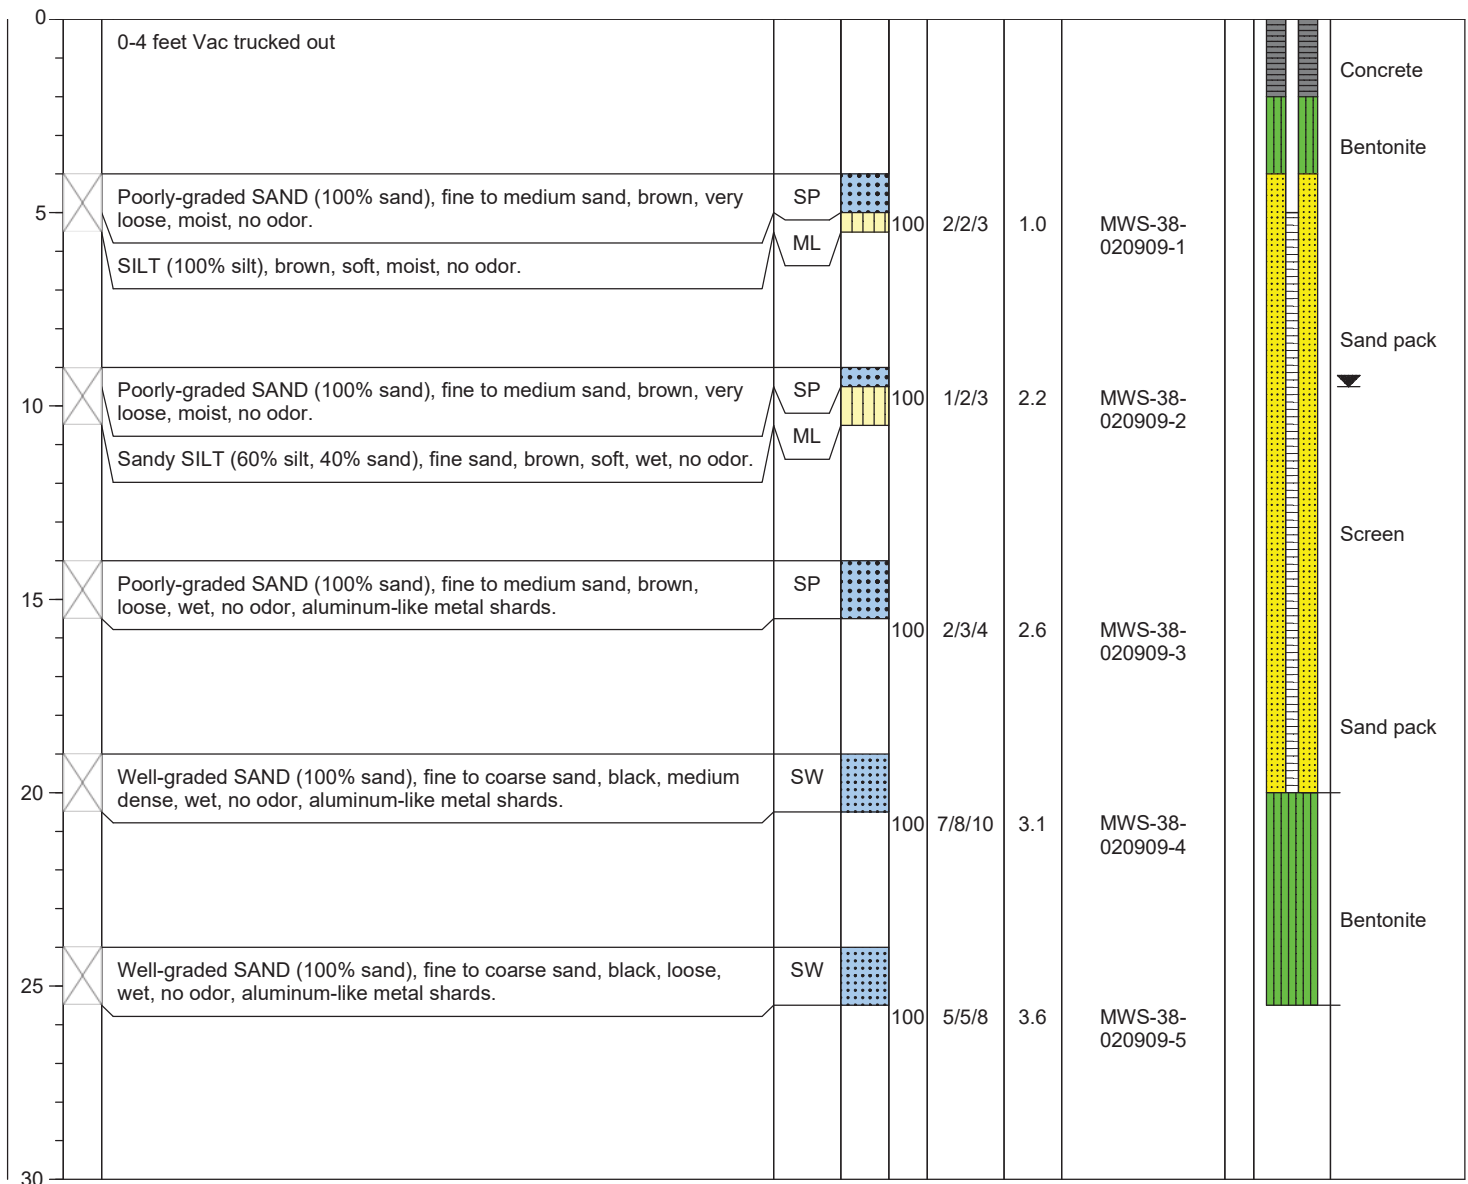 0
0-4 feet Vac trucked out
Concrete
Bentonite
Poorly-graded SAND (100% sand), fine to medium sand, brown, very
loose, moist, no odor.
SP
5
100 2/2/3 1.0 MWS-38-
020909-1
ML
SILT (100% silt), brown, soft, moist, no odor.
Sand pack
Poorly-graded SAND (100% sand), fine to medium sand, brown, very
loose, moist, no odor.
SP
10
100 1/2/3 2.2 MWS-38-
020909-2
ML
Sandy SILT (60% silt, 40% sand), fine sand, brown, soft, wet, no odor.
Screen
Poorly-graded SAND (100% sand), fine to medium sand, brown,
loose, wet, no odor, aluminum-like metal shards.
SP
15
100 2/3/4 2.6 MWS-38-
020909-3
Sand pack
Well-graded SAND (100% sand), fine to coarse sand, black, medium
dense, wet, no odor, aluminum-like metal shards.
SW
20
100 7/8/10 3.1 MWS-38-
020909-4
Bentonite
Well-graded SAND (100% sand), fine to coarse sand, black, loose,
wet, no odor, aluminum-like metal shards.
SW
25
100 5/5/8 3.6 MWS-38-
020909-5
30